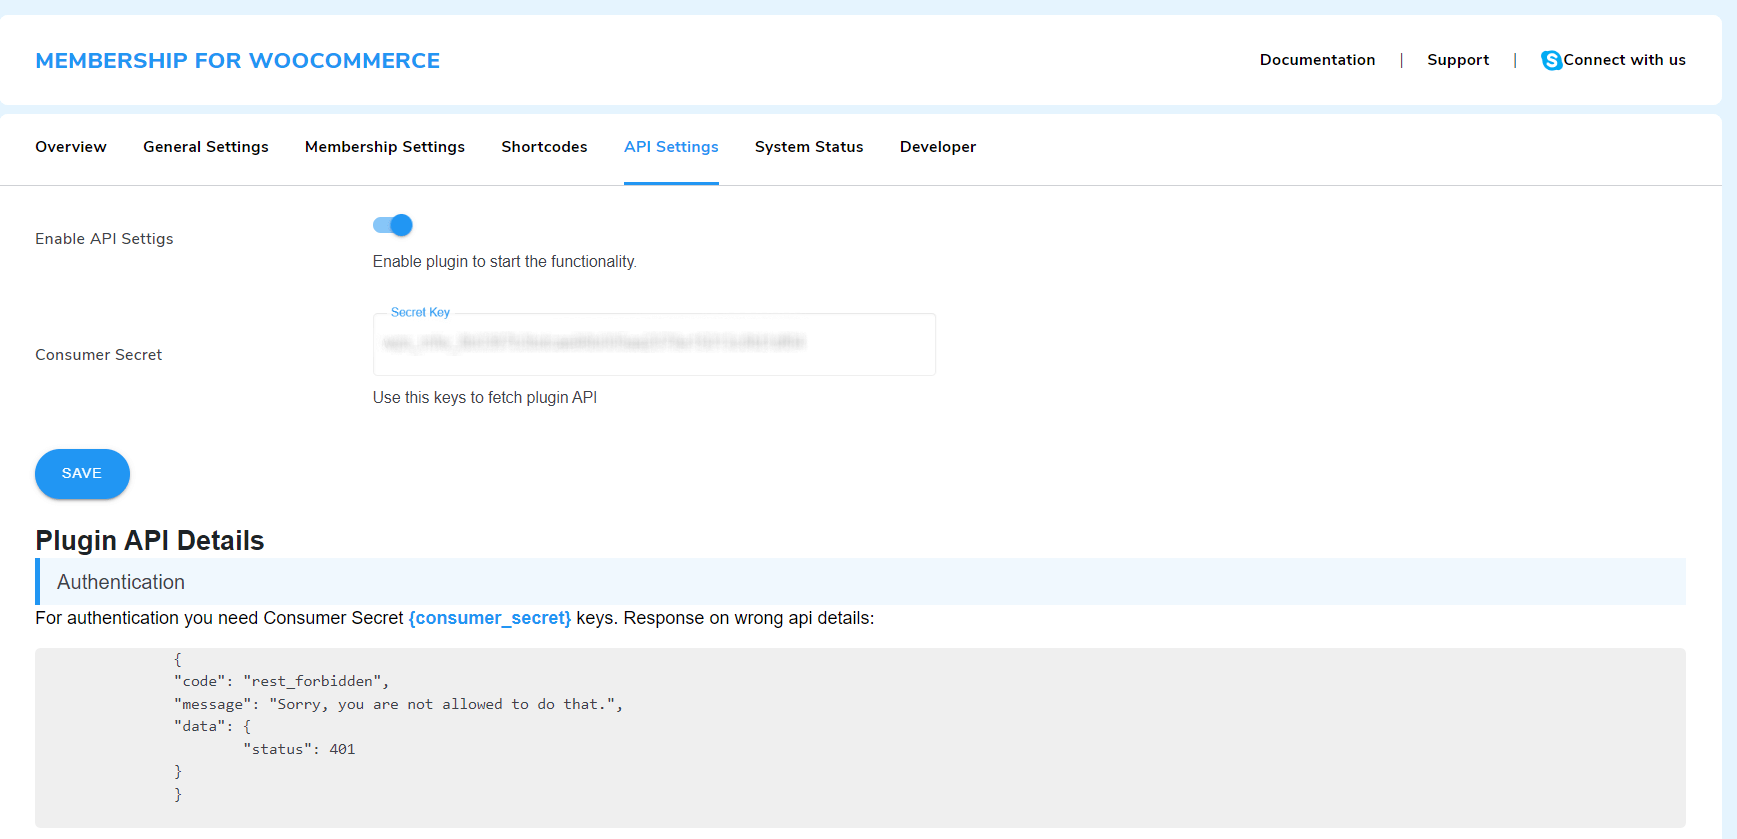 MEMBERSHIP FOR WOOCOMMERCE
Documentation | Support | Connect with us
Overview General Settings Membership Settings Shortcodes API Settings System Status Developer
Enable API Settigs
Enable plugin to start the functionality.
Secret Key
Consumer Secret
Use this keys to fetch plugin API
SAVE
Plugin API Details
Authentication
For authentication you need Consumer Secret {consumer_secret} keys. Response on wrong api details:
{
"code": "rest_forbidden",
"message": "Sorry, you are not allowed to do that.",
"data": {
"status": 401
}
}